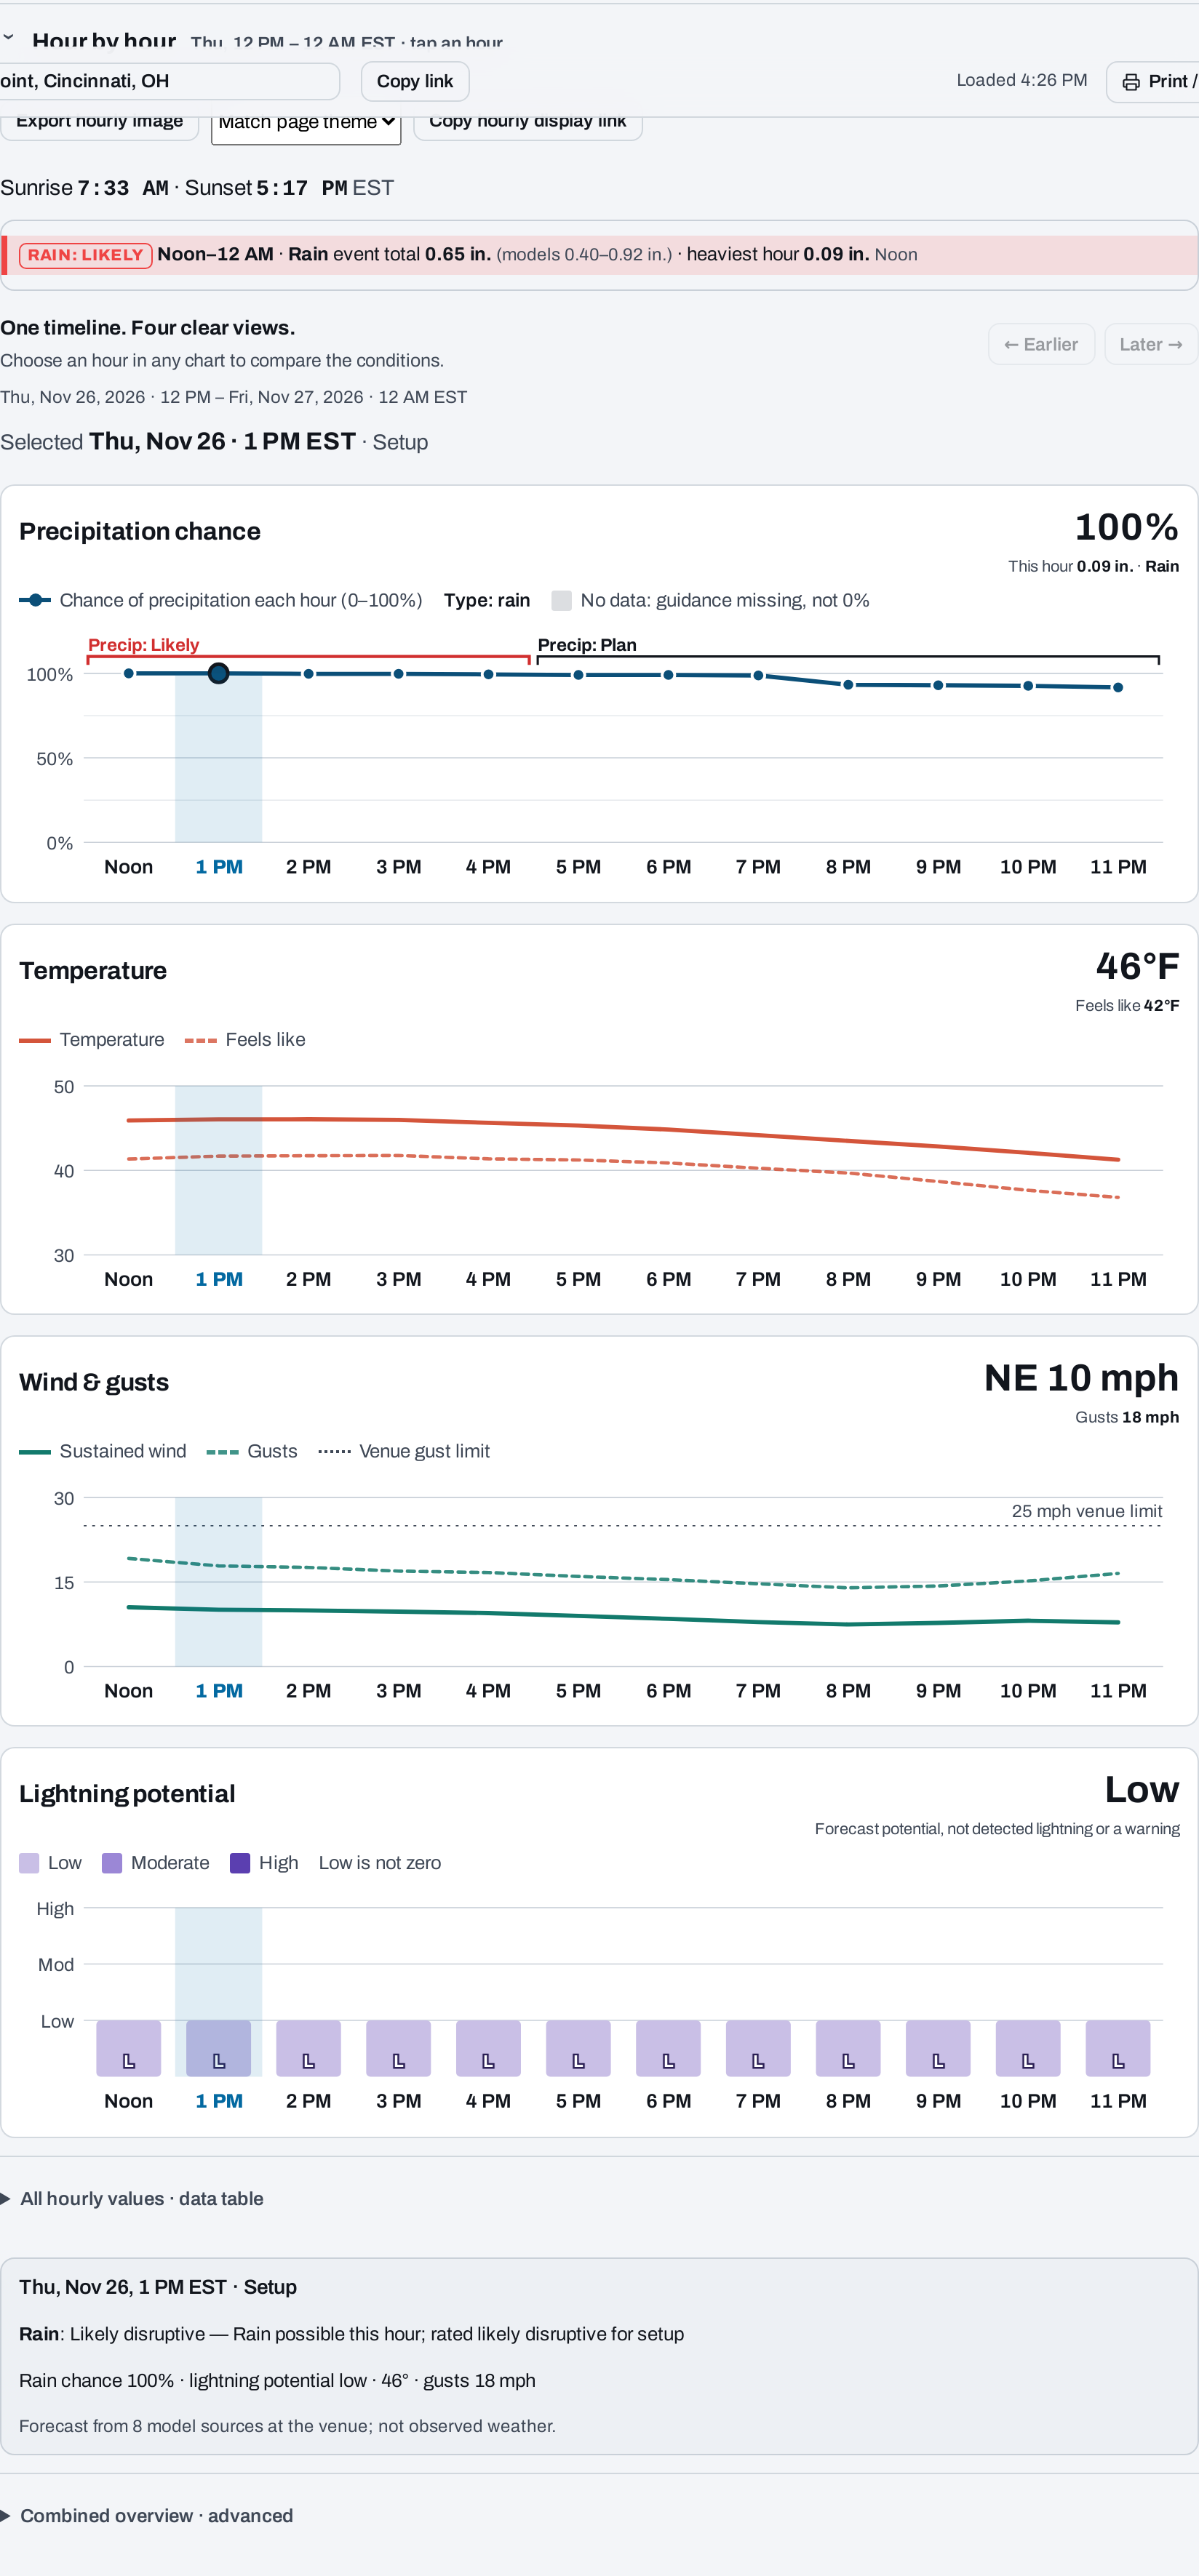 Hour by hour Thu, 12 PM – 12 AM EST · tap an hour
oint, Cincinnati, OH Copy link Loaded 4:26 PM Print /
Export hourly image Match page theme Copy hourly display link
Sunrise 7:33 AM · Sunset 5:17 PM EST
RAIN: LIKELY Noon–12 AM · Rain event total 0.65 in. (models 0.40–0.92 in.) · heaviest hour 0.09 in. Noon
One timeline. Four clear views.
← Earlier Later →
Choose an hour in any chart to compare the conditions.
Thu, Nov 26, 2026 · 12 PM – Fri, Nov 27, 2026 · 12 AM EST
Selected Thu, Nov 26 · 1 PM EST · Setup
Precipitation chance 100%
This hour 0.09 in. · Rain
Chance of precipitation each hour (0–100%) Type: rain No data: guidance missing, not 0%
Precip: Likely Precip: Plan
100%
50%
0%
Noon 1 PM 2 PM 3 PM 4 PM 5 PM 6 PM 7 PM 8 PM 9 PM 10 PM 11 PM
Temperature 46°F
Feels like 42°F
Temperature Feels like
50
40
30
Noon 1 PM 2 PM 3 PM 4 PM 5 PM 6 PM 7 PM 8 PM 9 PM 10 PM 11 PM
Wind & gusts NE 10 mph
Gusts 18 mph
Sustained wind Gusts Venue gust limit
30
25 mph venue limit
15
0
Noon 1 PM 2 PM 3 PM 4 PM 5 PM 6 PM 7 PM 8 PM 9 PM 10 PM 11 PM
Lightning potential Low
Forecast potential, not detected lightning or a warning
Low Moderate High Low is not zero
High
Mod
Low
L L L L L L L L L L L L
Noon 1 PM 2 PM 3 PM 4 PM 5 PM 6 PM 7 PM 8 PM 9 PM 10 PM 11 PM
All hourly values · data table
Thu, Nov 26, 1 PM EST · Setup
Rain: Likely disruptive — Rain possible this hour; rated likely disruptive for setup
Rain chance 100% · lightning potential low · 46° · gusts 18 mph
Forecast from 8 model sources at the venue; not observed weather.
Combined overview · advanced